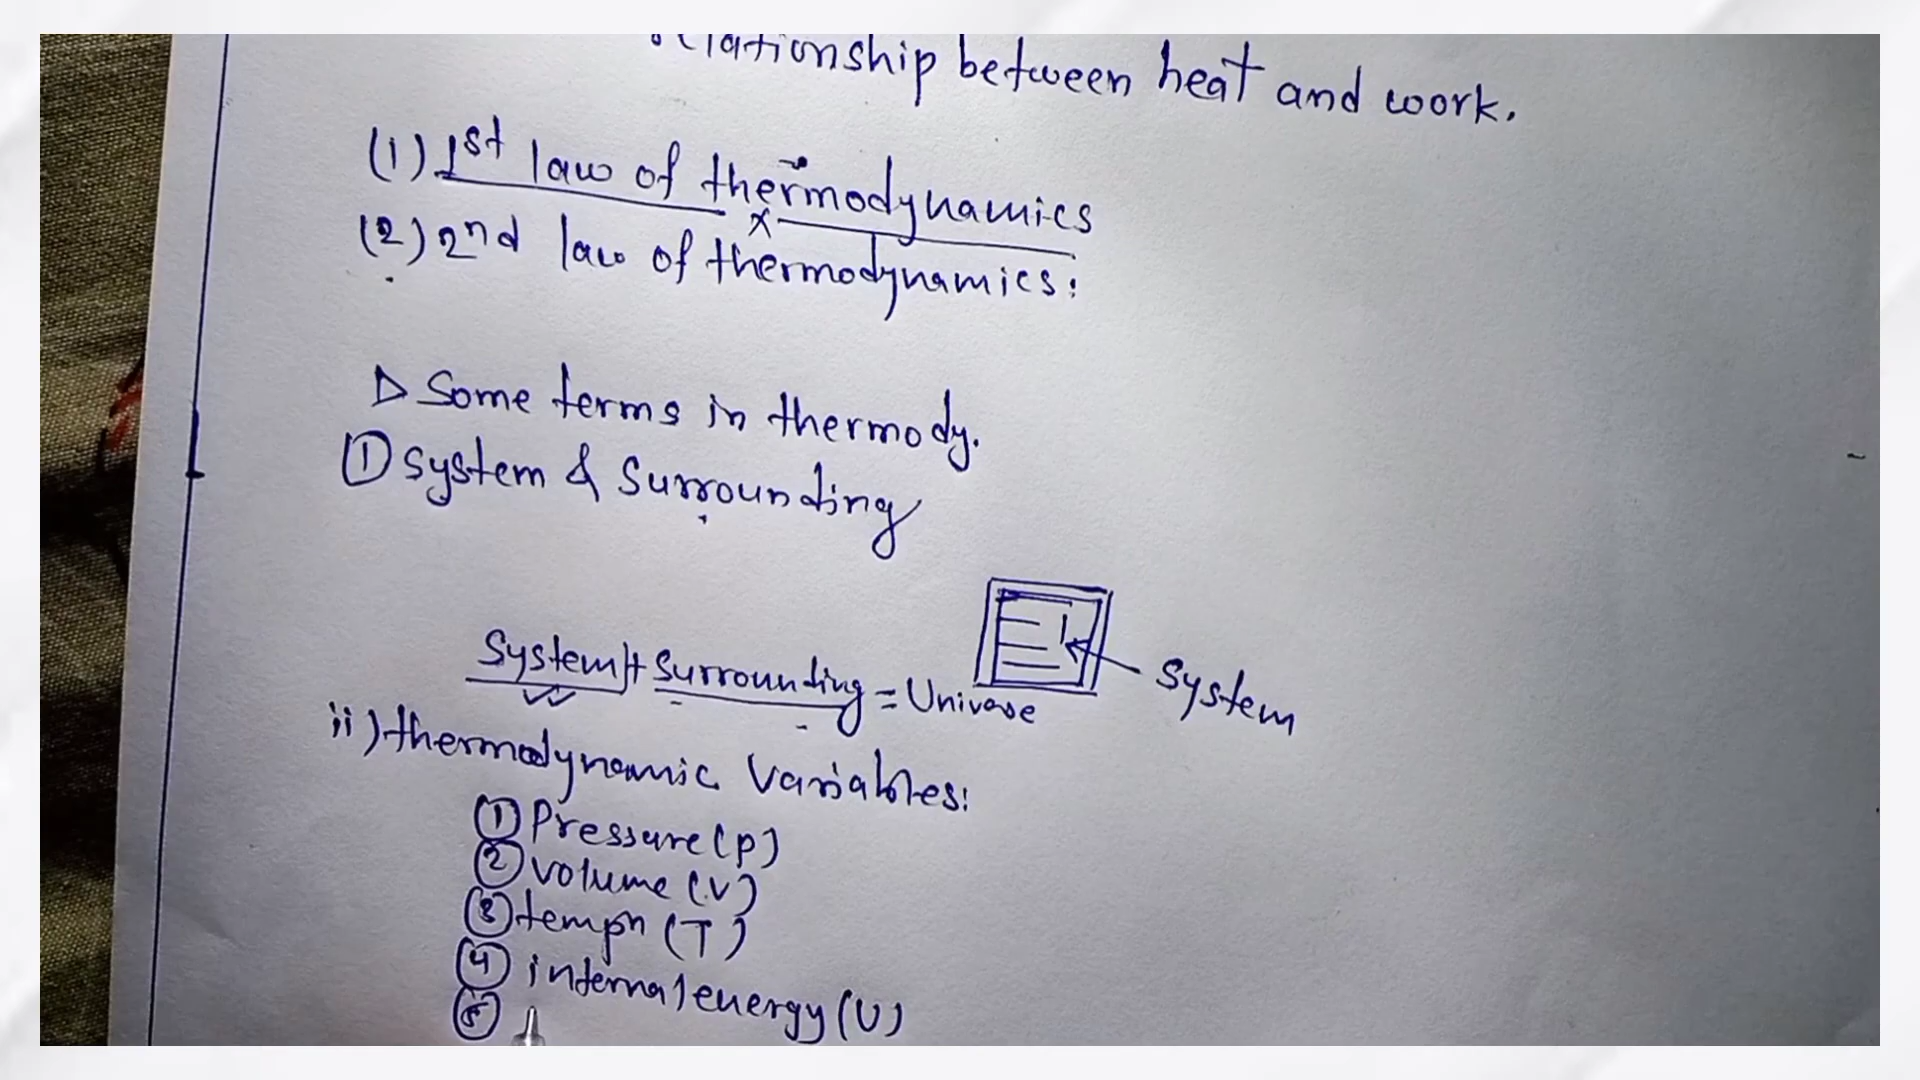 relationship between heat and work.
(1) 1st law of thermodynamics
(2) 2nd law of thermodynamics:
Some terms in thermody.
① System & Surrounding
System + Surrounding = Universe
System
ii) thermodynamic Variables:
① Pressure (P)
② volume (V)
③ tempn (T)
④ internal energy (U)
⑤